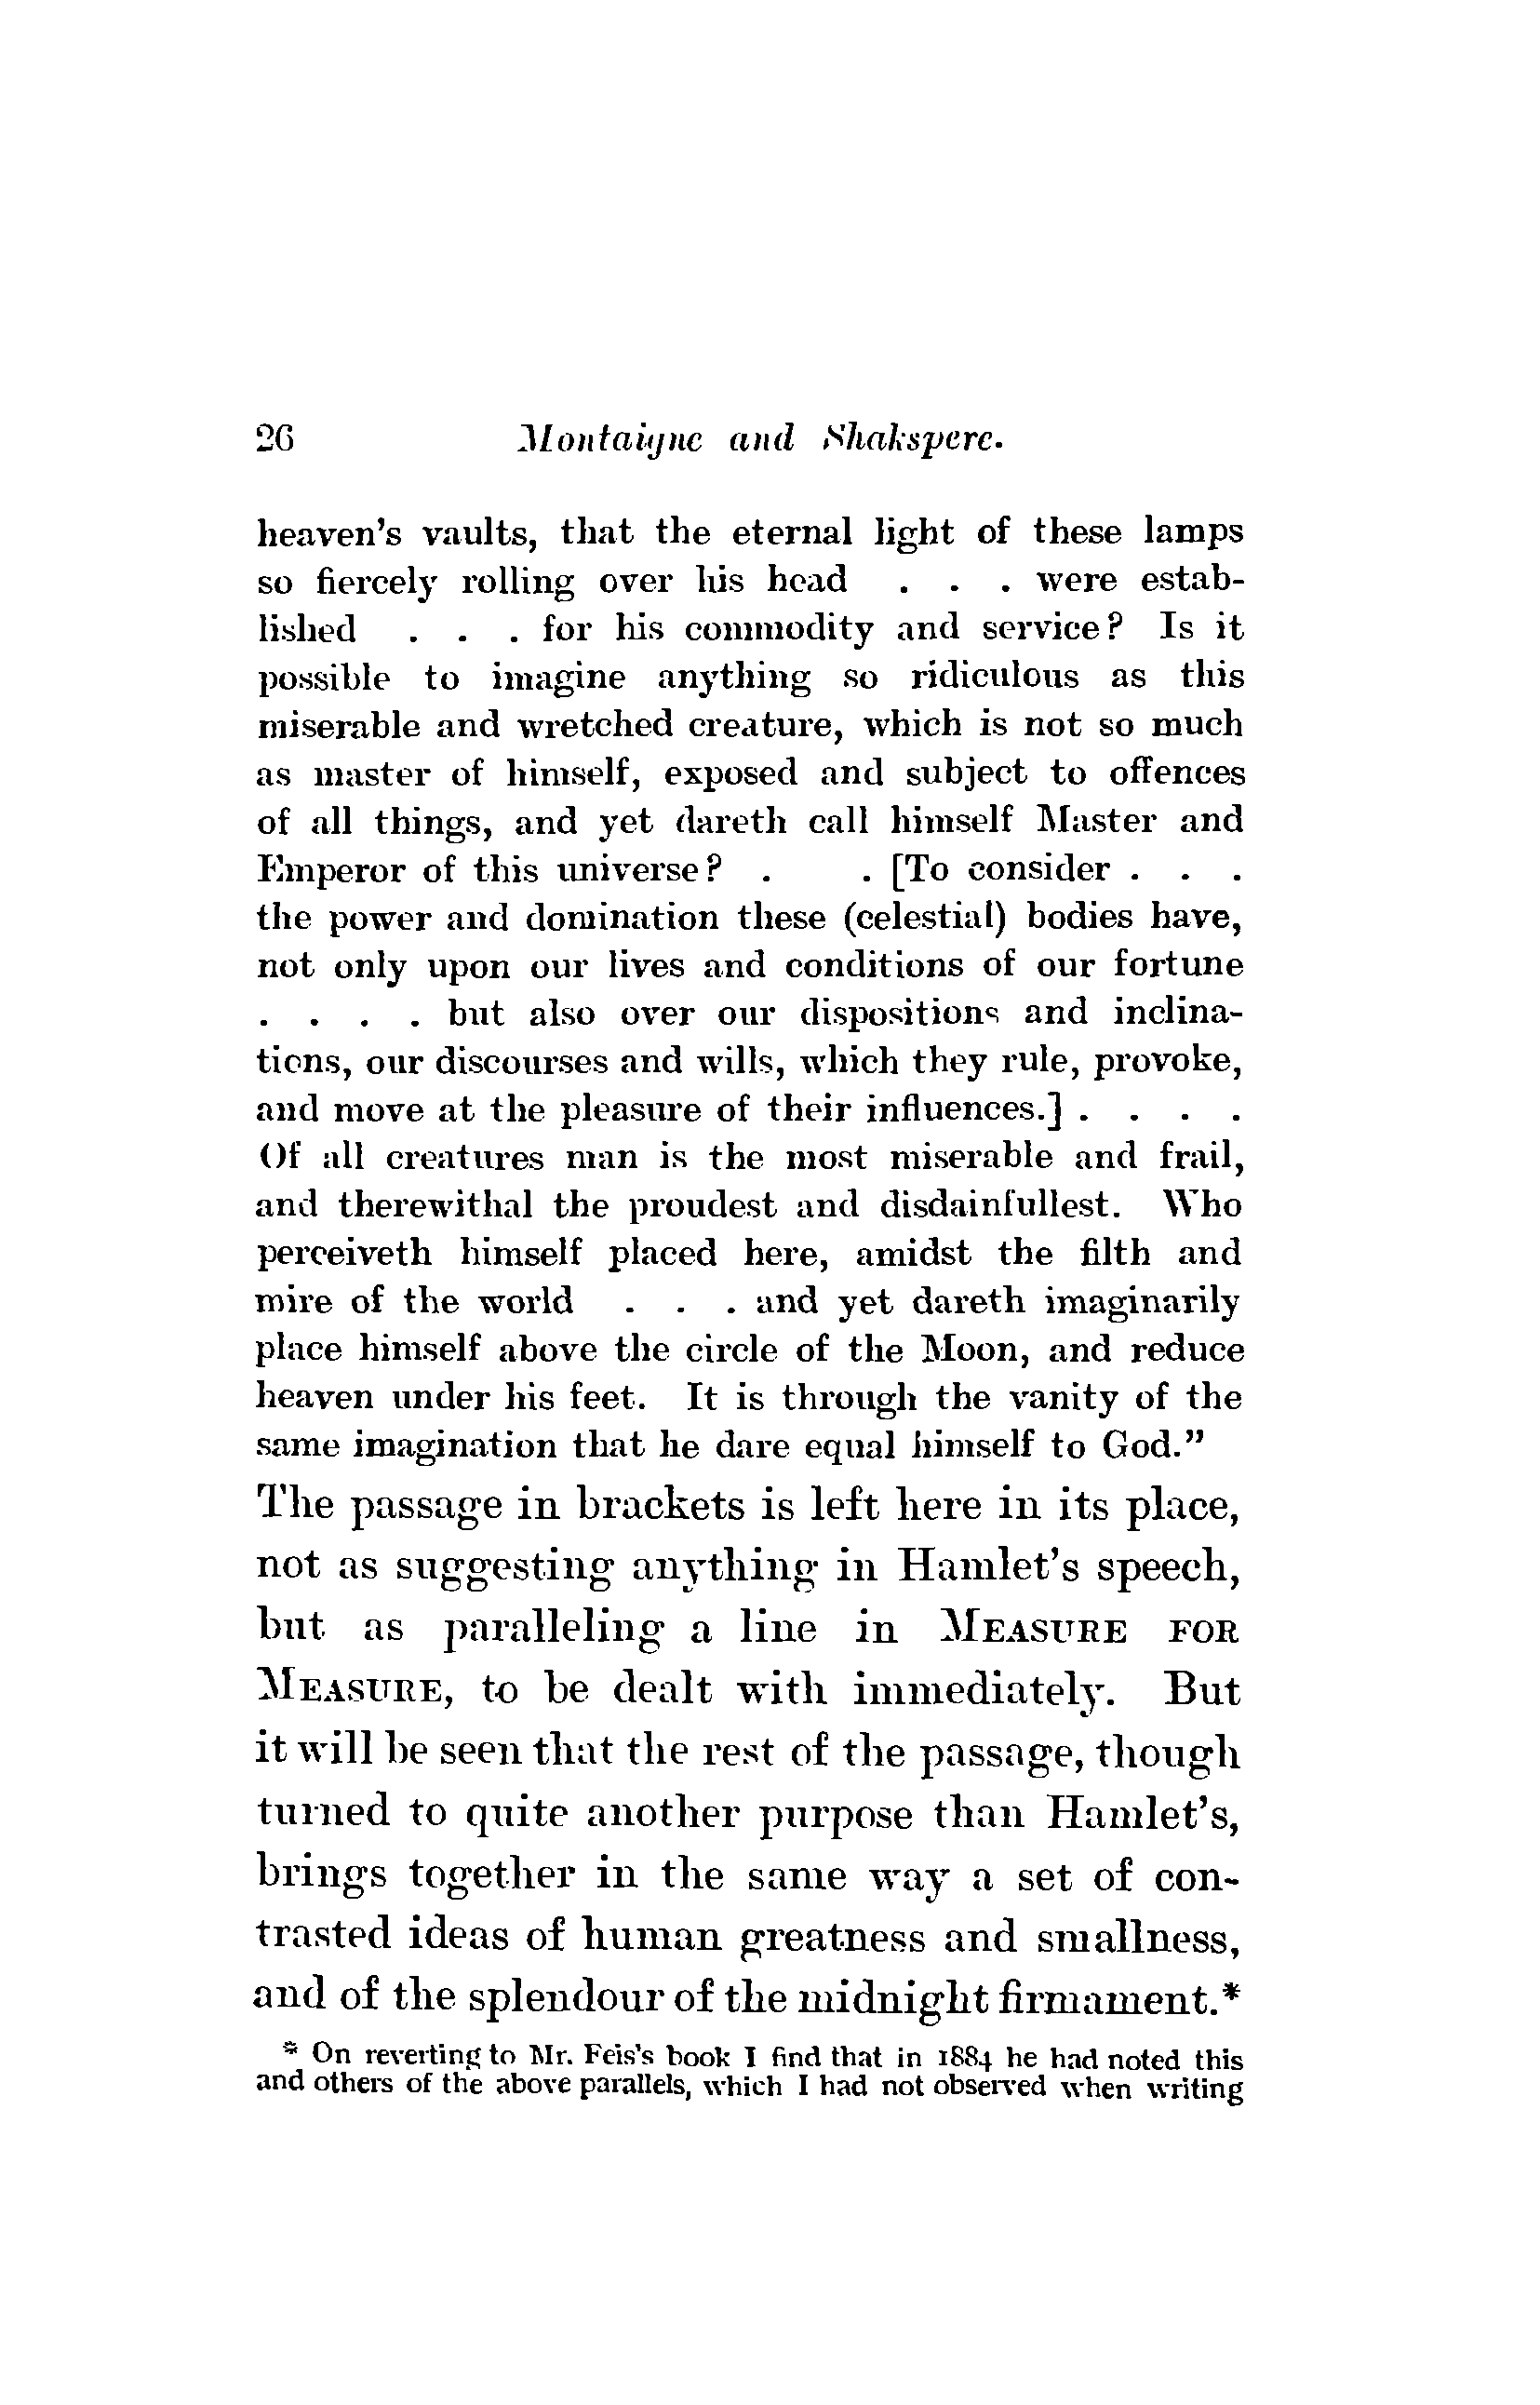 26 Montaigne and Shakspere.
heaven's vaults, that the eternal light of these lamps
so fiercely rolling over his head . . . were estab-
lished . . . for his commodity and service? Is it
possible to imagine anything so ridiculous as this
miserable and wretched creature, which is not so much
as master of himself, exposed and subject to offences
of all things, and yet dareth call himself Master and
Emperor of this universe? . . [To consider . . .
the power and domination these (celestial) bodies have,
not only upon our lives and conditions of our fortune
. . . . but also over our dispositions and inclina-
tions, our discourses and wills, which they rule, provoke,
and move at the pleasure of their influences.] . . . .
Of all creatures man is the most miserable and frail,
and therewithal the proudest and disdainfullest. Who
perceiveth himself placed here, amidst the filth and
mire of the world . . . and yet dareth imaginarily
place himself above the circle of the Moon, and reduce
heaven under his feet. It is through the vanity of the
same imagination that he dare equal himself to God."
The passage in brackets is left here in its place,
not as suggesting anything in Hamlet's speech,
but as paralleling a line in MEASURE FOR
MEASURE, to be dealt with immediately. But
it will be seen that the rest of the passage, though
turned to quite another purpose than Hamlet's,
brings together in the same way a set of con-
trasted ideas of human greatness and smallness,
and of the splendour of the midnight firmament.*
* On reverting to Mr. Feis's book I find that in 1884 he had noted this
and others of the above parallels, which I had not observed when writing